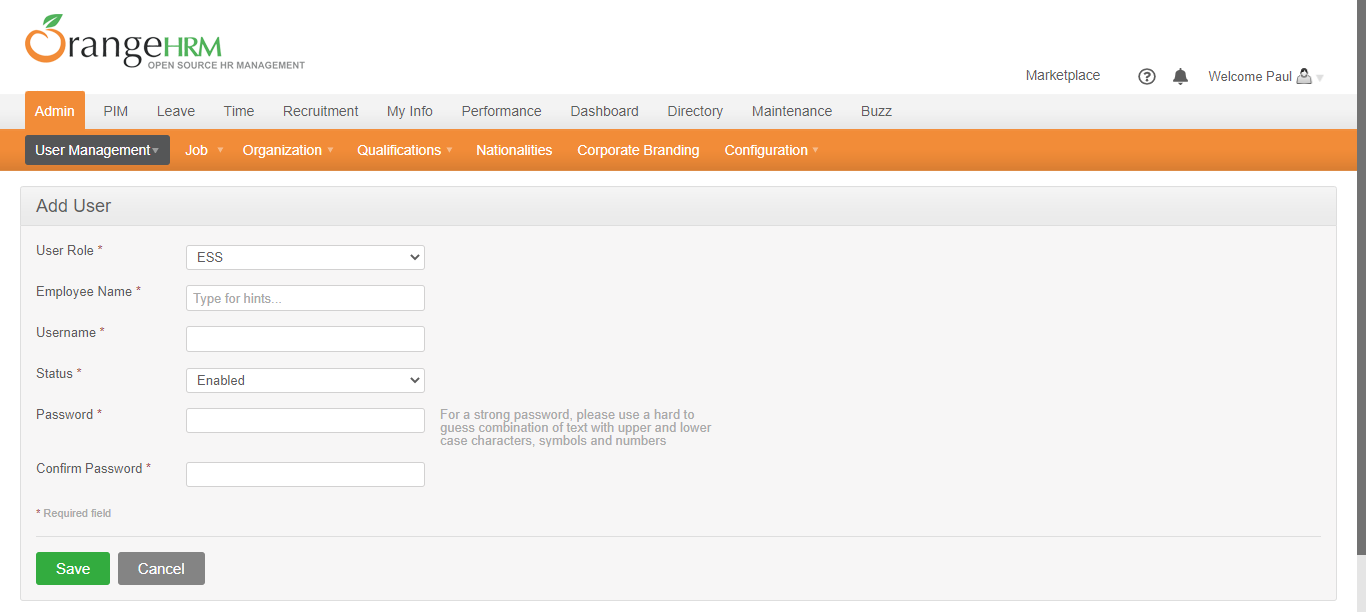 OrangeHRM
OPEN SOURCE HR MANAGEMENT
Marketplace
Welcome Paul
Admin PIM Leave Time Recruitment My Info Performance Dashboard Directory Maintenance Buzz
User Management Job Organization Qualifications Nationalities Corporate Branding Configuration
Add User
User Role * ESS
Employee Name * Type for hints...
Username *
Status * Enabled
Password * For a strong password, please use a hard to
guess combination of text with upper and lower
case characters, symbols and numbers
Confirm Password *
* Required field
Save Cancel